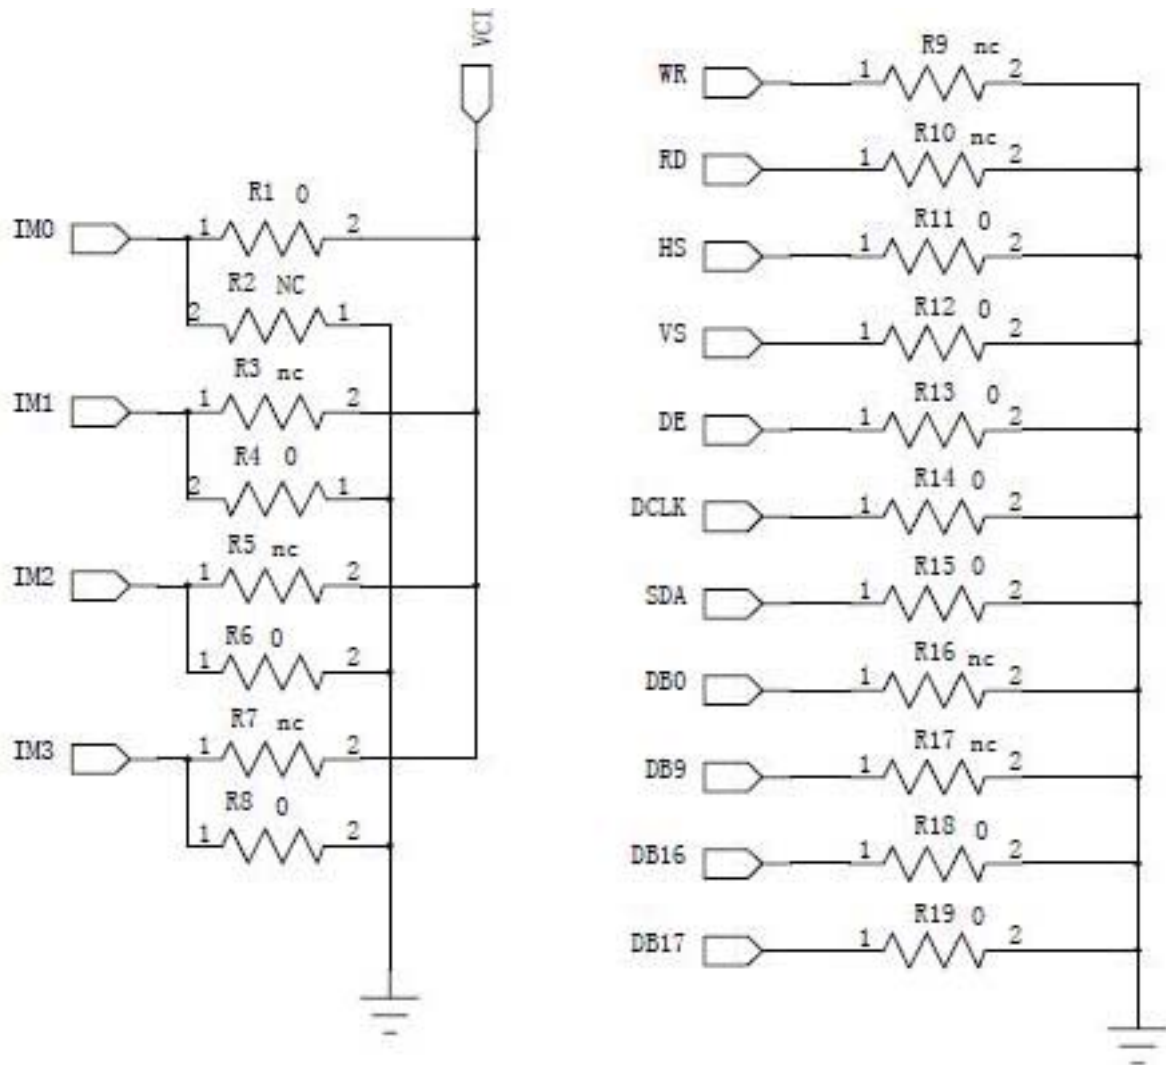 VCI
R1 0
IM0 1 2
R2 NC
2 1
R3 nc
IM1 1 2
R4 0
2 1
R5 nc
IM2 1 2
R6 0
1 2
R7 nc
IM3 1 2
R8 0
1 2
R9 nc
WR 1 2
R10 nc
RD 1 2
R11 0
HS 1 2
R12 0
VS 1 2
R13 0
DE 1 2
R14 0
DCLK 1 2
R15 0
SDA 1 2
R16 nc
DB0 1 2
R17 nc
DB9 1 2
R18 0
DB16 1 2
R19 0
DB17 1 2